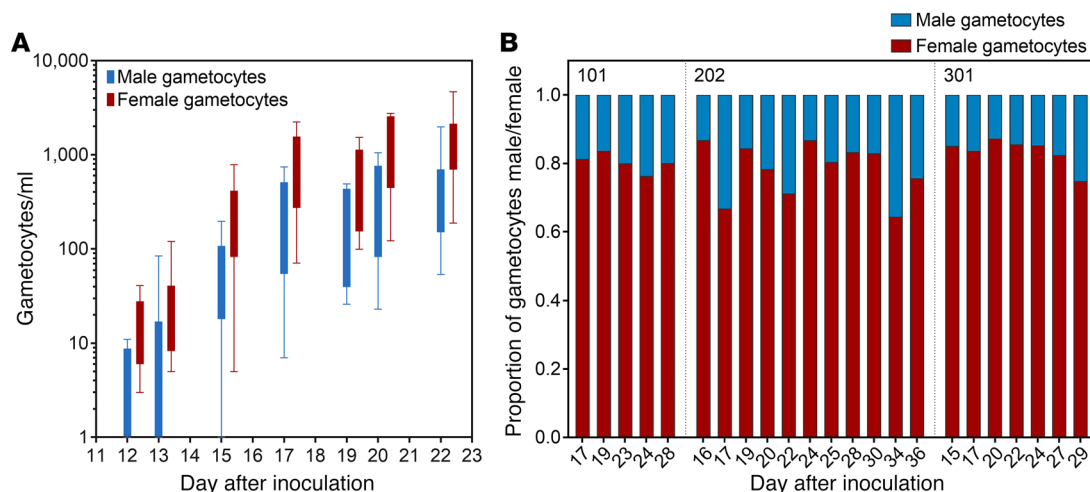 A
Gametocytes/ml
10,000
1,000
100
10
1
Male gametocytes
Female gametocytes
11 12 13 14 15 16 17 18 19 20 21 22 23
Day after inoculation
B
Male gametocytes
Female gametocytes
Proportion of gametocytes male/female
101 202 301
1.0
0.8
0.6
0.4
0.2
0.0
17 19 23 24 28 16 17 19 20 22 24 25 28 30 34 36 15 17 20 22 24 27 29
Day after inoculation